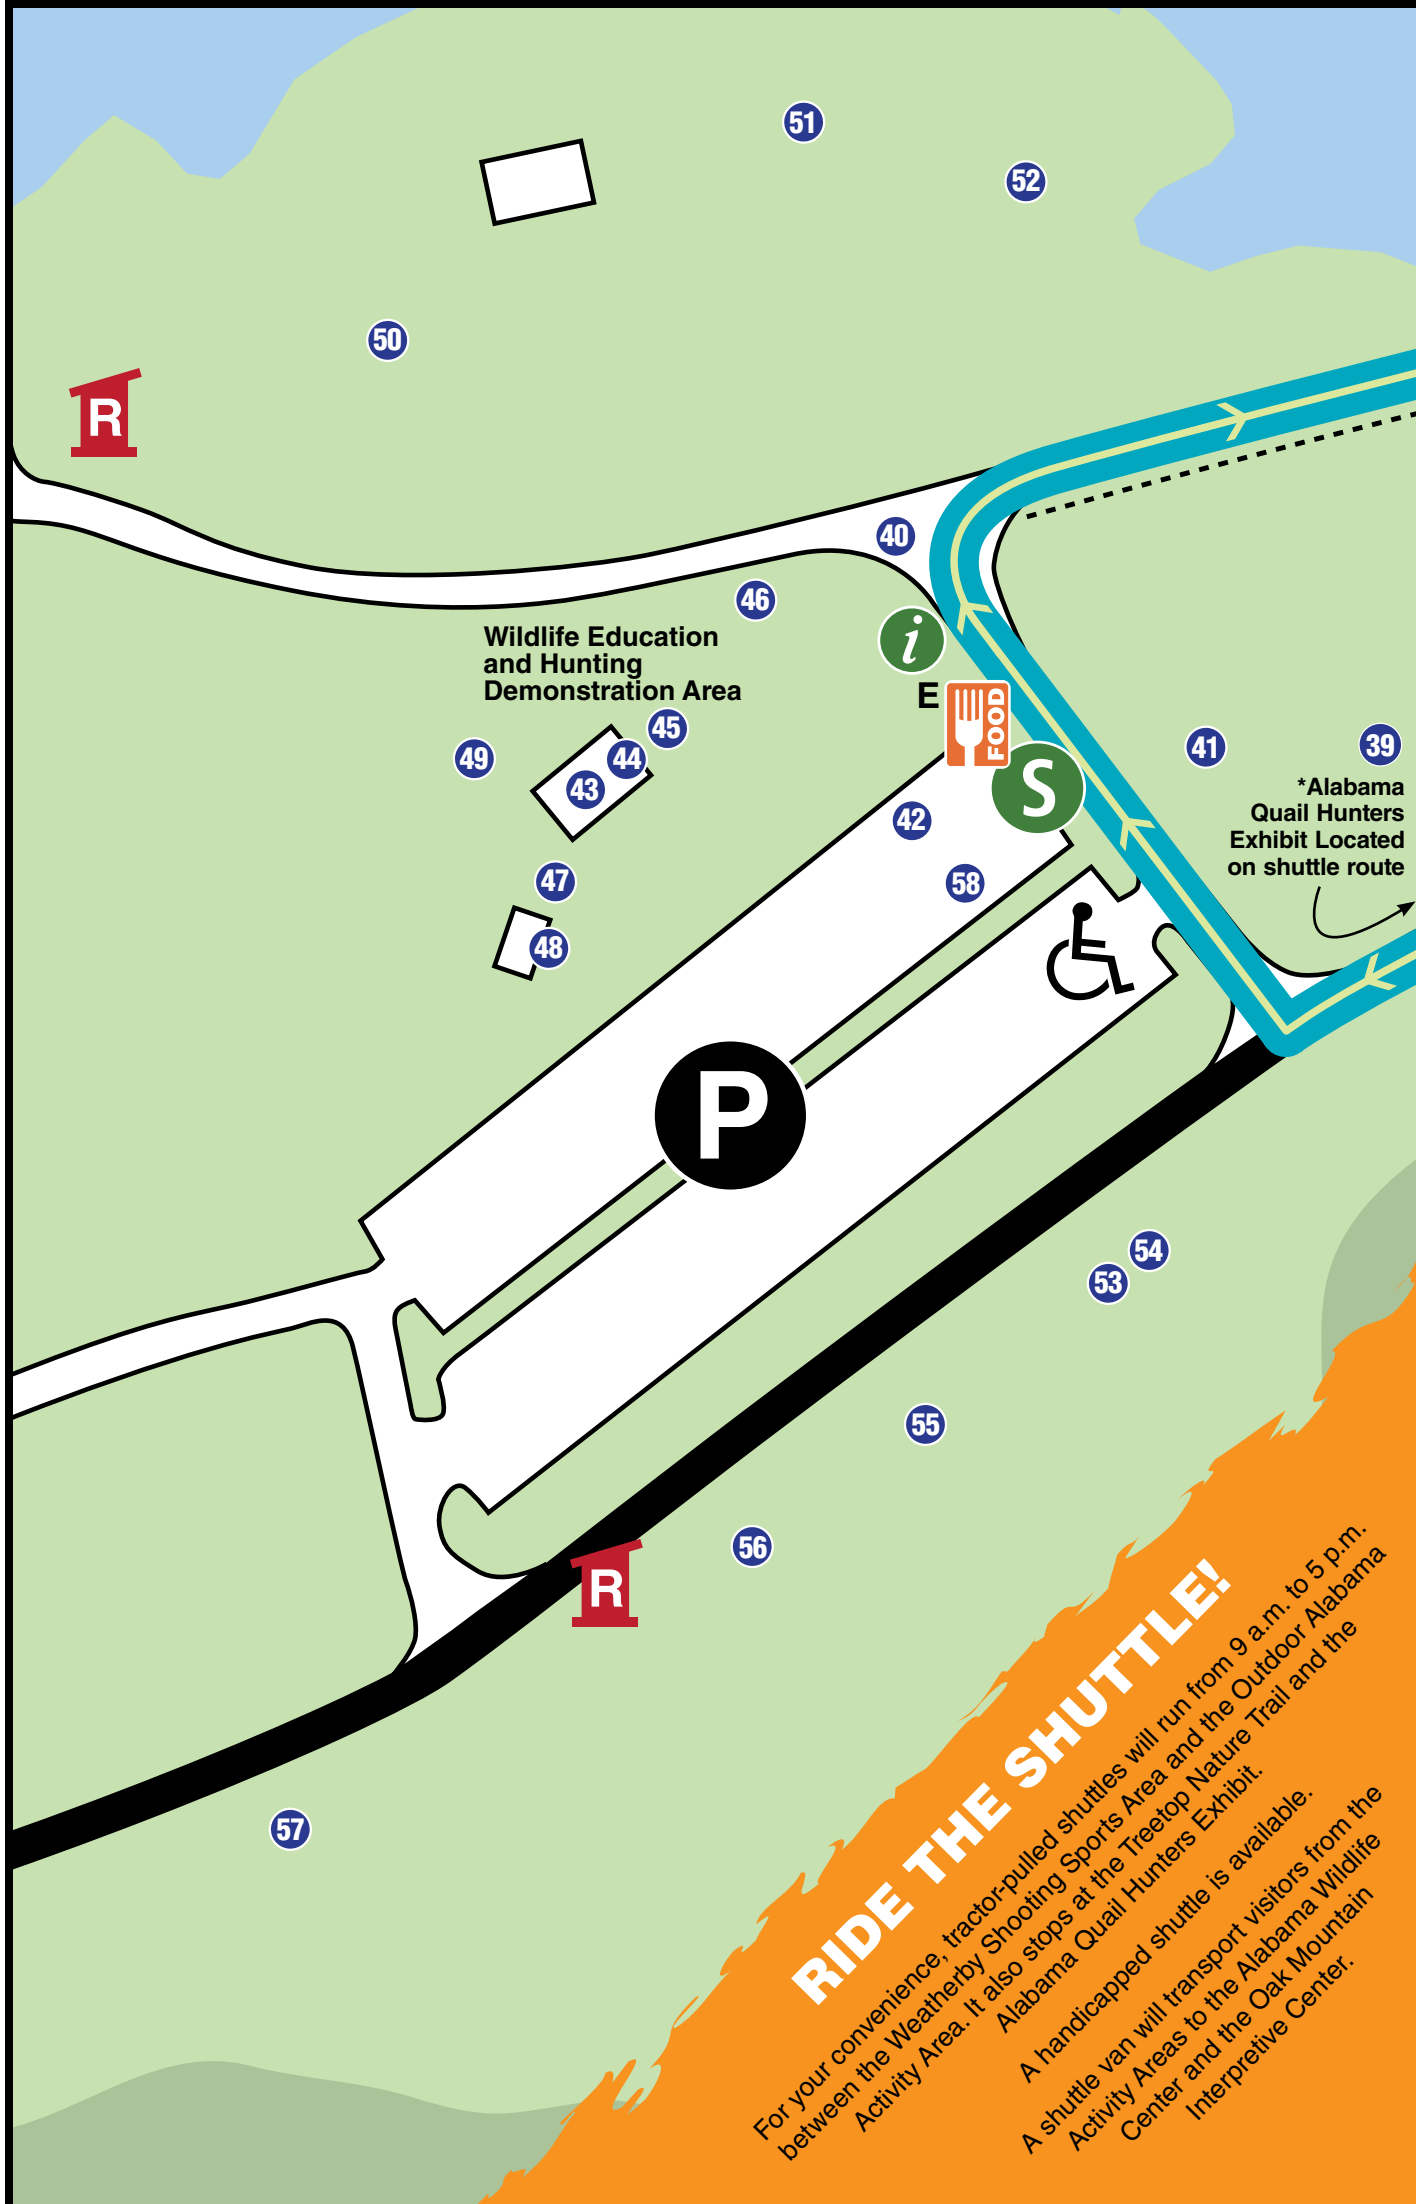 51
52
50
R
40
46
i
Wildlife Education
and Hunting
Demonstration Area
E
FOOD
45
49
44
43
S
41
39
42
*Alabama
Quail Hunters
Exhibit Located
on shuttle route
47
58
48
P
54
53
55
56
R
57
RIDE THE SHUTTLE!
For your convenience, tractor-pulled shuttles will run from 9 a.m. to 5 p.m.
between the Weatherby Shooting Sports Area and the Outdoor Alabama
Activity Area. It also stops at the Treetop Nature Trail and the
Alabama Quail Hunters Exhibit.
A handicapped shuttle is available.
A shuttle van will transport visitors from the
Activity Areas to the Alabama Wildlife
Center and the Oak Mountain
Interpretive Center.